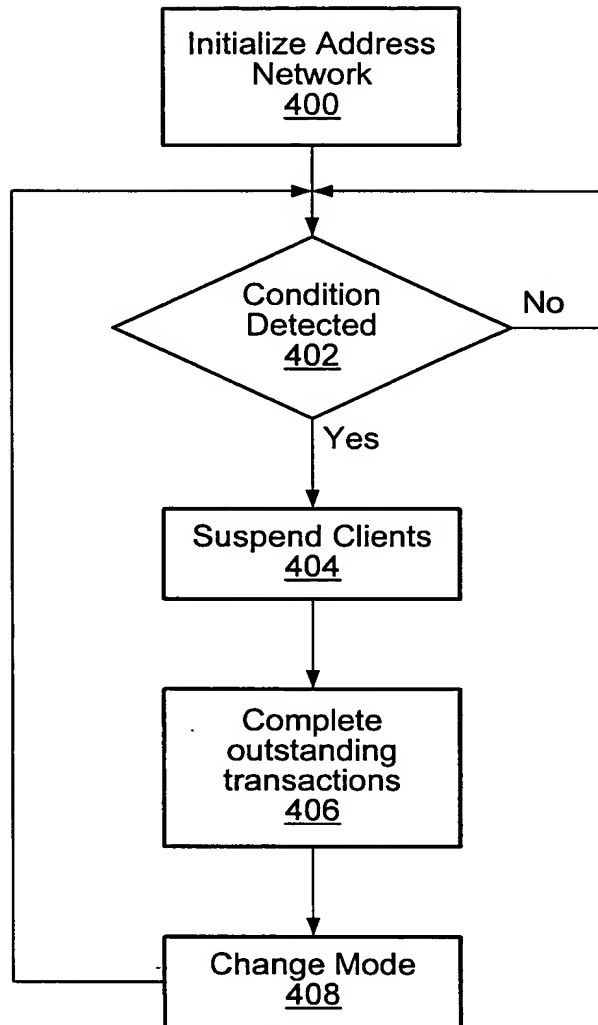 Initialize Address
Network
400
Condition
Detected
402
No
Yes
Suspend Clients
404
Complete
outstanding
transactions
406
Change Mode
408